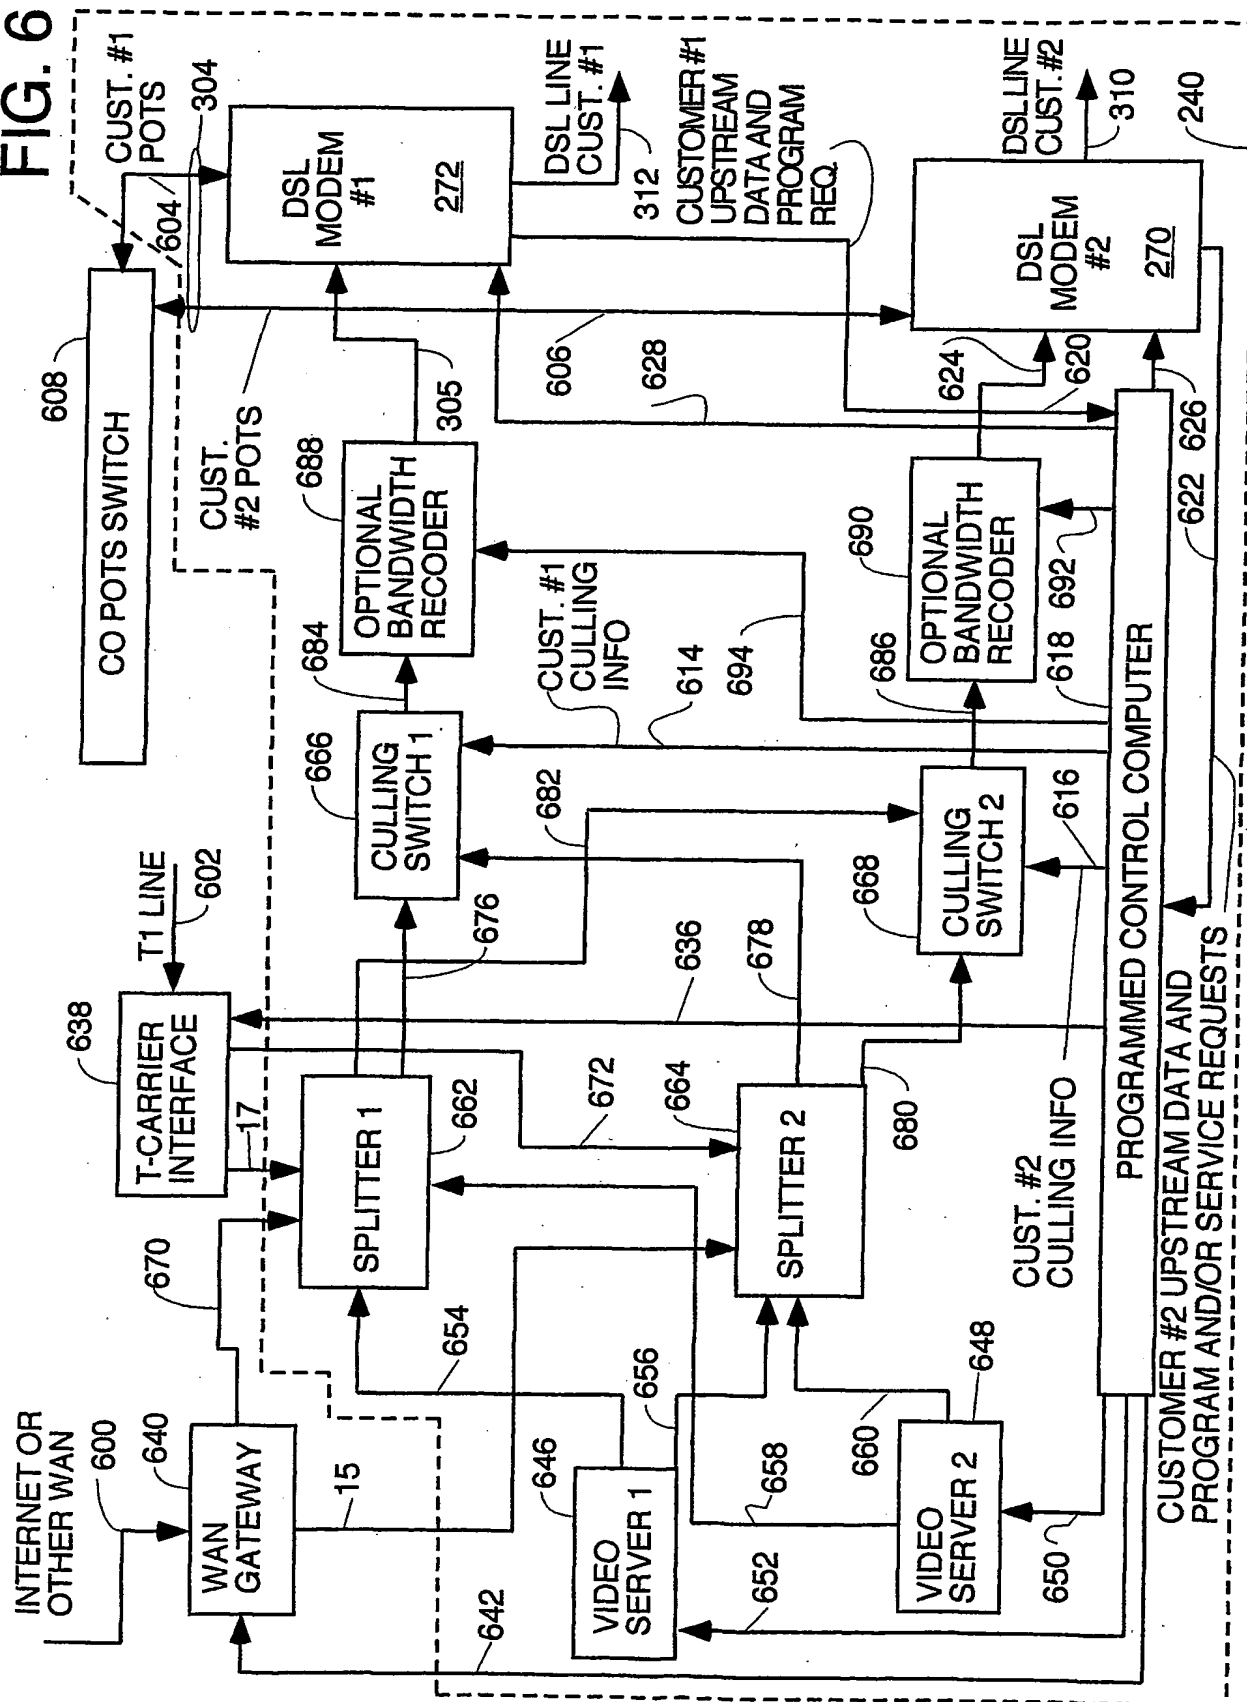 FIG. 6
INTERNET OR
OTHER WAN
600
640
WAN
GATEWAY
670
15
642
638
T-CARRIER
INTERFACE
T1 LINE
602
17
608
CO POTS SWITCH
CUST. #1
POTS
604
304
CUST.
#2 POTS
SPLITTER 1
662
654
672
676
666
CULLING
SWITCH 1
684
682
688
OPTIONAL
BANDWIDTH
RECODER
305
DSL
MODEM
#1
272
DSL LINE
CUST. #1
312
CUSTOMER #1
UPSTREAM
DATA AND
PROGRAM
REQ.
606
628
CUST. #1
CULLING
INFO
614
694
636
678
646
VIDEO
SERVER 1
656
652
658
660
664
SPLITTER 2
680
668
CULLING
SWITCH 2
686
690
OPTIONAL
BANDWIDTH
RECODER
624
620
DSL
MODEM
#2
270
DSL LINE
CUST. #2
310
240
648
VIDEO
SERVER 2
650
CUST. #2
CULLING INFO
616
618
692
626
622
PROGRAMMED CONTROL COMPUTER
CUSTOMER #2 UPSTREAM DATA AND
PROGRAM AND/OR SERVICE REQUESTS